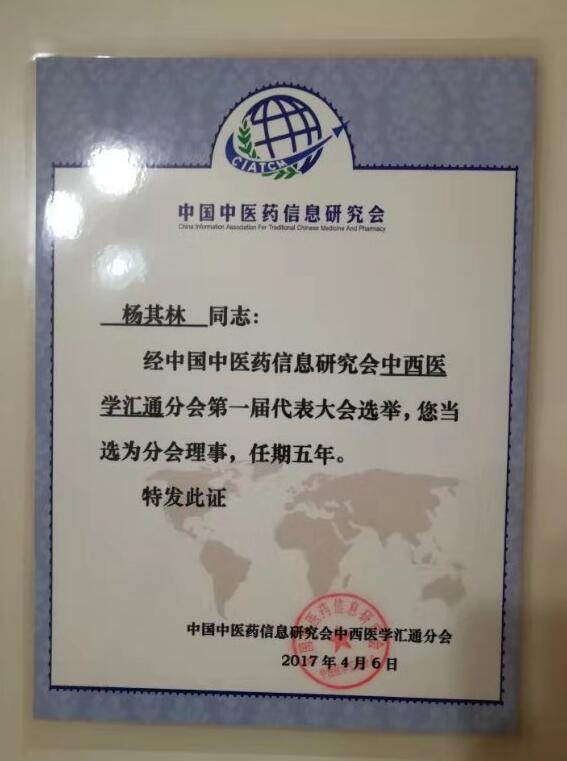 CIATCM
中国中医药信息研究会
China Information Association For Traditional Chinese Medicine And Pharmacy
杨其林 同志：
经中国中医药信息研究会中西医
学汇通分会第一届代表大会选举，您当
选为分会理事，任期五年。
特发此证
中国中医药信息研究会中西医学汇通分会
2017年4月6日